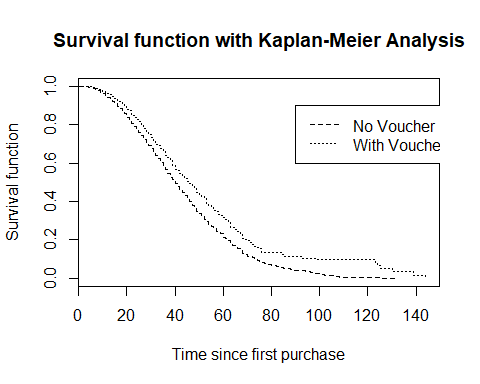 Survival function with Kaplan-Meier Analysis
1.0
0.8
0.6
0.4
0.2
0.0
Survival function
No Voucher
With Vouche
0 20 40 60 80 100 120 140
Time since first purchase